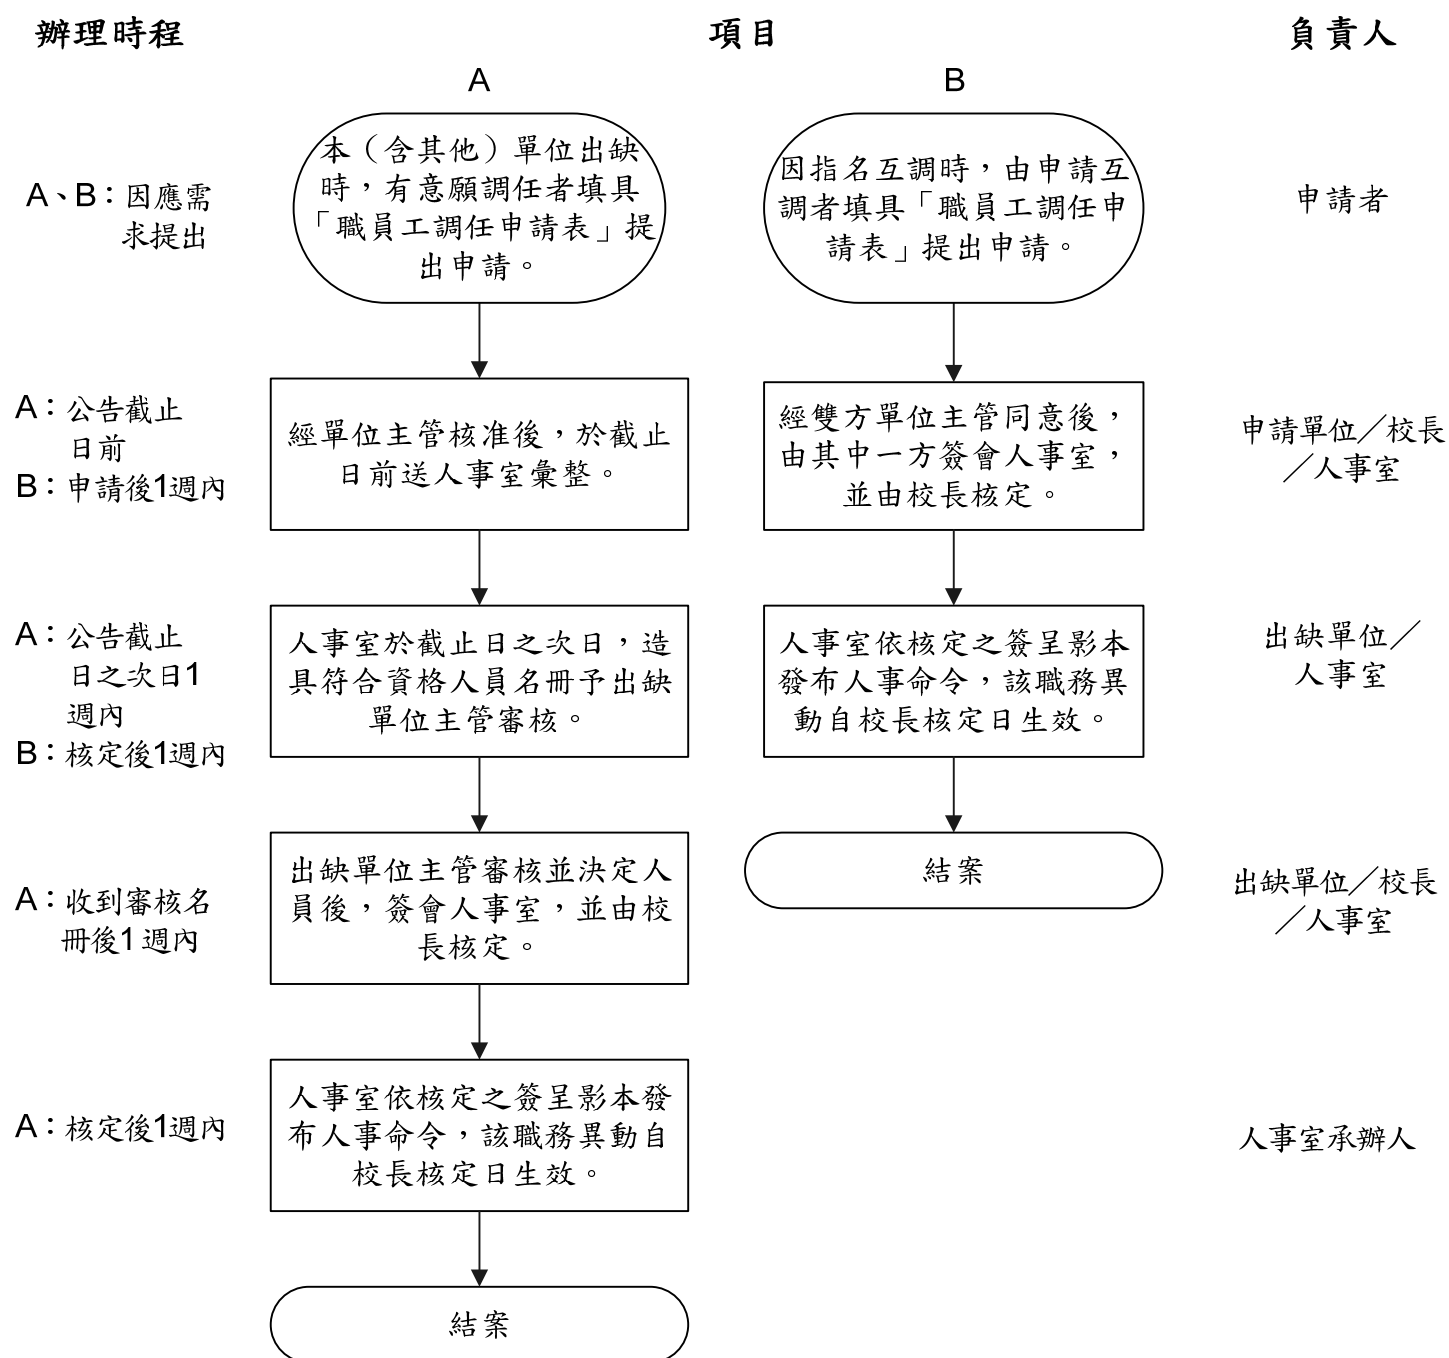 辦理時程
項目
負責人
A
B
A、B：因應需
求提出
本（含其他）單位出缺
時，有意願調任者填具
「職員工調任申請表」提
出申請。
因指名互調時，由申請互
調者填具「職員工調任申
請表」提出申請。
申請者
A：公告截止
日前
B：申請後1週內
經單位主管核准後，於截止
日前送人事室彙整。
經雙方單位主管同意後，
由其中一方簽會人事室，
並由校長核定。
申請單位／校長
／人事室
A：公告截止
日之次日1
週內
B：核定後1週內
人事室於截止日之次日，造
具符合資格人員名冊予出缺
單位主管審核。
人事室依核定之簽呈影本
發布人事命令，該職務異
動自校長核定日生效。
出缺單位／
人事室
A：收到審核名
冊後1週內
出缺單位主管審核並決定人
員後，簽會人事室，並由校
長核定。
結案
出缺單位／校長
／人事室
A：核定後1週內
人事室依核定之簽呈影本發
布人事命令，該職務異動自
校長核定日生效。
人事室承辦人
結案